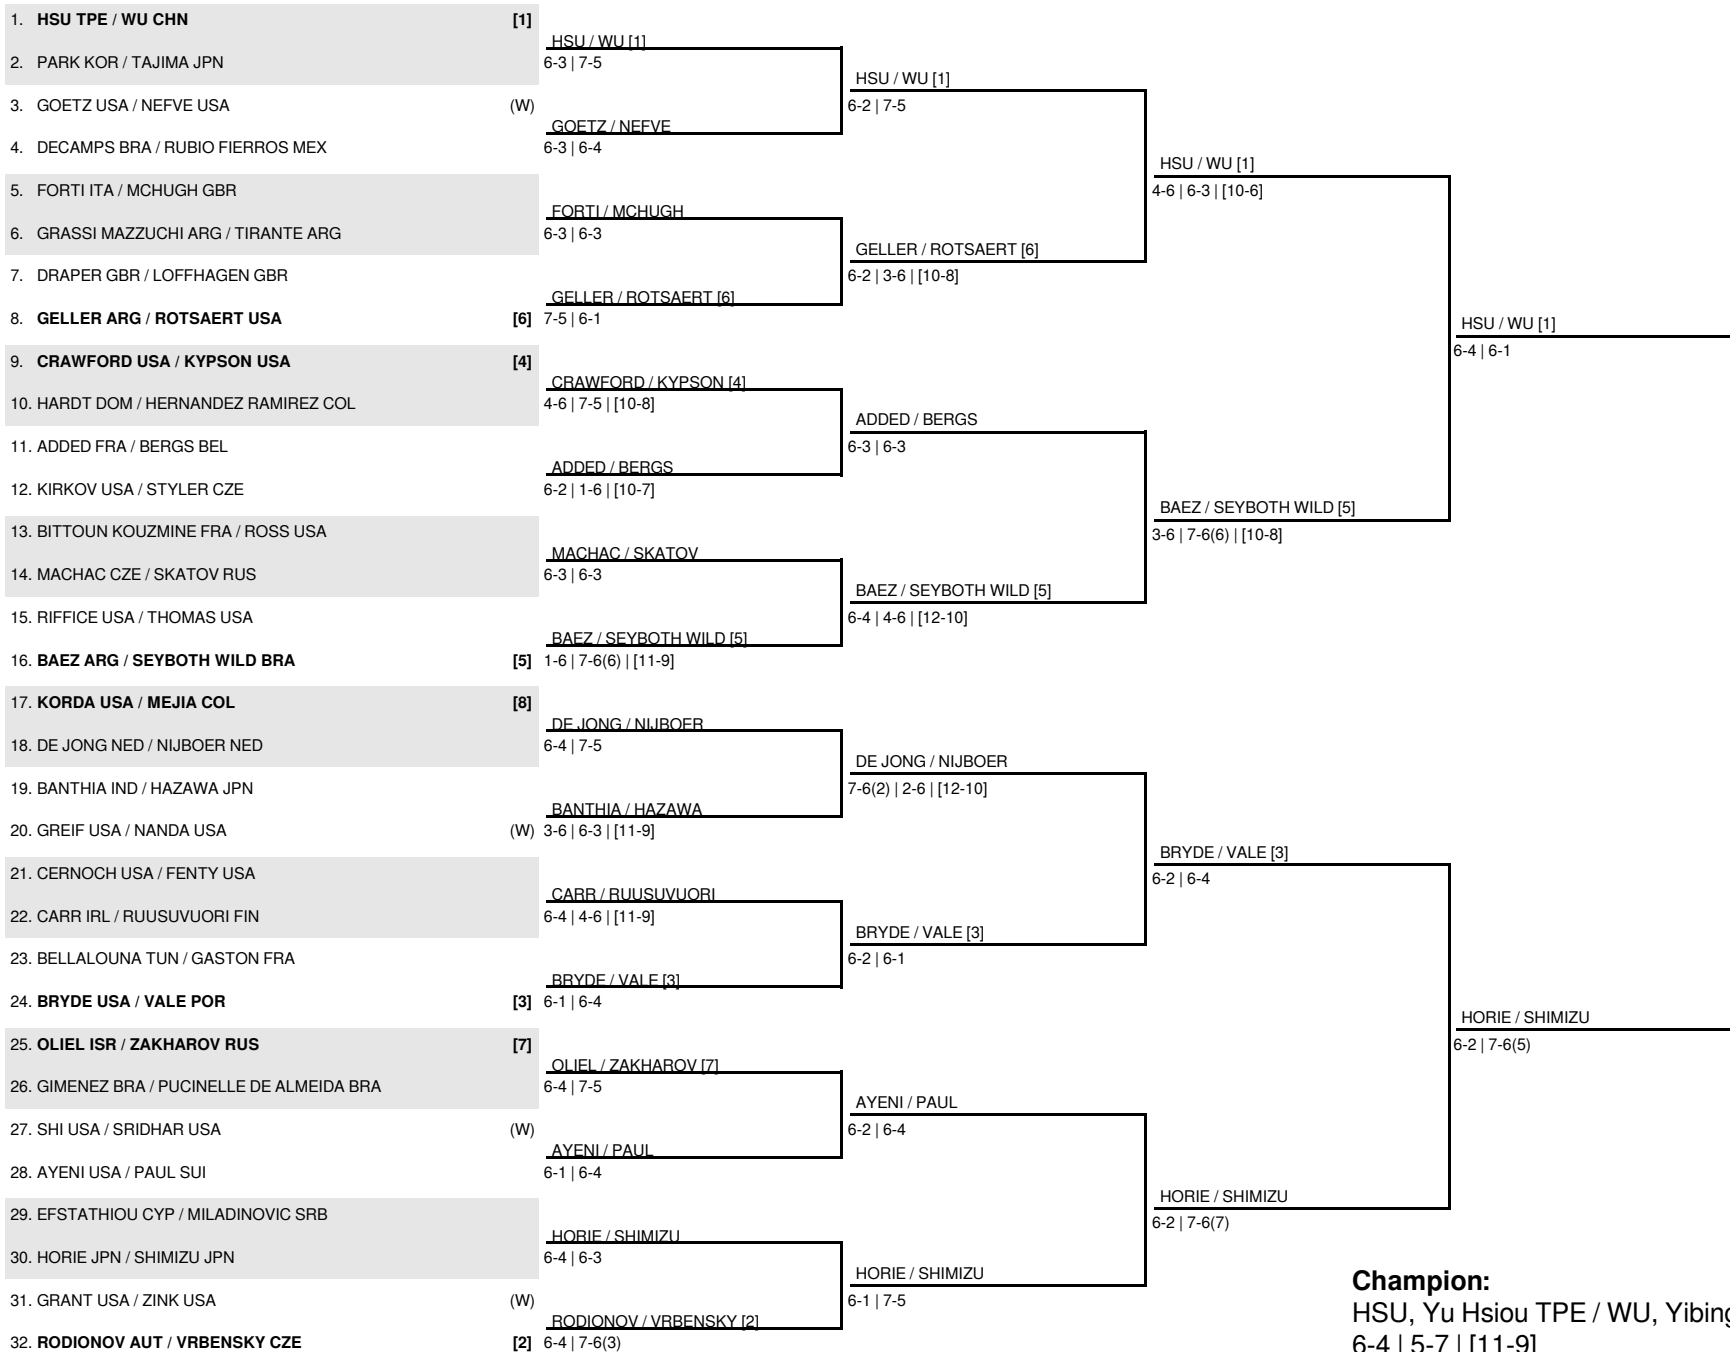 1. HSU TPE / WU CHN [1]
2. PARK KOR / TAJIMA JPN
3. GOETZ USA / NEFVE USA (W)
4. DECAMPS BRA / RUBIO FIERROS MEX
5. FORTI ITA / MCHUGH GBR
6. GRASSI MAZZUCHI ARG / TIRANTE ARG
7. DRAPER GBR / LOFFHAGEN GBR
8. GELLER ARG / ROTSAERT USA [6]
9. CRAWFORD USA / KYPSON USA [4]
10. HARDT DOM / HERNANDEZ RAMIREZ COL
11. ADDED FRA / BERGS BEL
12. KIRKOV USA / STYLER CZE
13. BITTOUN KOUZMINE FRA / ROSS USA
14. MACHAC CZE / SKATOV RUS
15. RIFFICE USA / THOMAS USA
16. BAEZ ARG / SEYBOTH WILD BRA [5]
17. KORDA USA / MEJIA COL [8]
18. DE JONG NED / NIJBOER NED
19. BANTHIA IND / HAZAWA JPN
20. GREIF USA / NANDA USA (W)
21. CERNOCH USA / FENTY USA
22. CARR IRL / RUUSUVUORI FIN
23. BELLALOUNA TUN / GASTON FRA
24. BRYDE USA / VALE POR [3]
25. OLIEL ISR / ZAKHAROV RUS [7]
26. GIMENEZ BRA / PUCINELLE DE ALMEIDA BRA
27. SHI USA / SRIDHAR USA (W)
28. AYENI USA / PAUL SUI
29. EFSTATHIOU CYP / MILADINOVIC SRB
30. HORIE JPN / SHIMIZU JPN
31. GRANT USA / ZINK USA (W)
32. RODIONOV AUT / VRBENSKY CZE [2]
HSU / WU [1]
6-3 | 7-5
GOETZ / NEFVE
6-3 | 6-4
FORTI / MCHUGH
6-3 | 6-3
GELLER / ROTSAERT [6]
7-5 | 6-1
CRAWFORD / KYPSON [4]
4-6 | 7-5 | [10-8]
ADDED / BERGS
6-2 | 1-6 | [10-7]
MACHAC / SKATOV
6-3 | 6-3
BAEZ / SEYBOTH WILD [5]
1-6 | 7-6(6) | [11-9]
DE JONG / NIJBOER
6-4 | 7-5
BANTHIA / HAZAWA
3-6 | 6-3 | [11-9]
CARR / RUUSUVUORI
6-4 | 4-6 | [11-9]
BRYDE / VALE [3]
6-1 | 6-4
OLIEL / ZAKHAROV [7]
6-4 | 7-5
AYENI / PAUL
6-1 | 6-4
HORIE / SHIMIZU
6-4 | 6-3
RODIONOV / VRBENSKY [2]
6-4 | 7-6(3)
HSU / WU [1]
6-2 | 7-5
GELLER / ROTSAERT [6]
6-2 | 3-6 | [10-8]
ADDED / BERGS
6-3 | 6-3
BAEZ / SEYBOTH WILD [5]
6-4 | 4-6 | [12-10]
DE JONG / NIJBOER
7-6(2) | 2-6 | [12-10]
BRYDE / VALE [3]
6-2 | 6-1
AYENI / PAUL
6-2 | 6-4
HORIE / SHIMIZU
6-1 | 7-5
HSU / WU [1]
4-6 | 6-3 | [10-6]
BAEZ / SEYBOTH WILD [5]
3-6 | 7-6(6) | [10-8]
BRYDE / VALE [3]
6-2 | 6-4
HORIE / SHIMIZU
6-2 | 7-6(7)
HSU / WU [1]
6-4 | 6-1
HORIE / SHIMIZU
6-2 | 7-6(5)
Champion:
HSU, Yu Hsiou TPE / WU, Yibing
6-4 | 5-7 | [11-9]